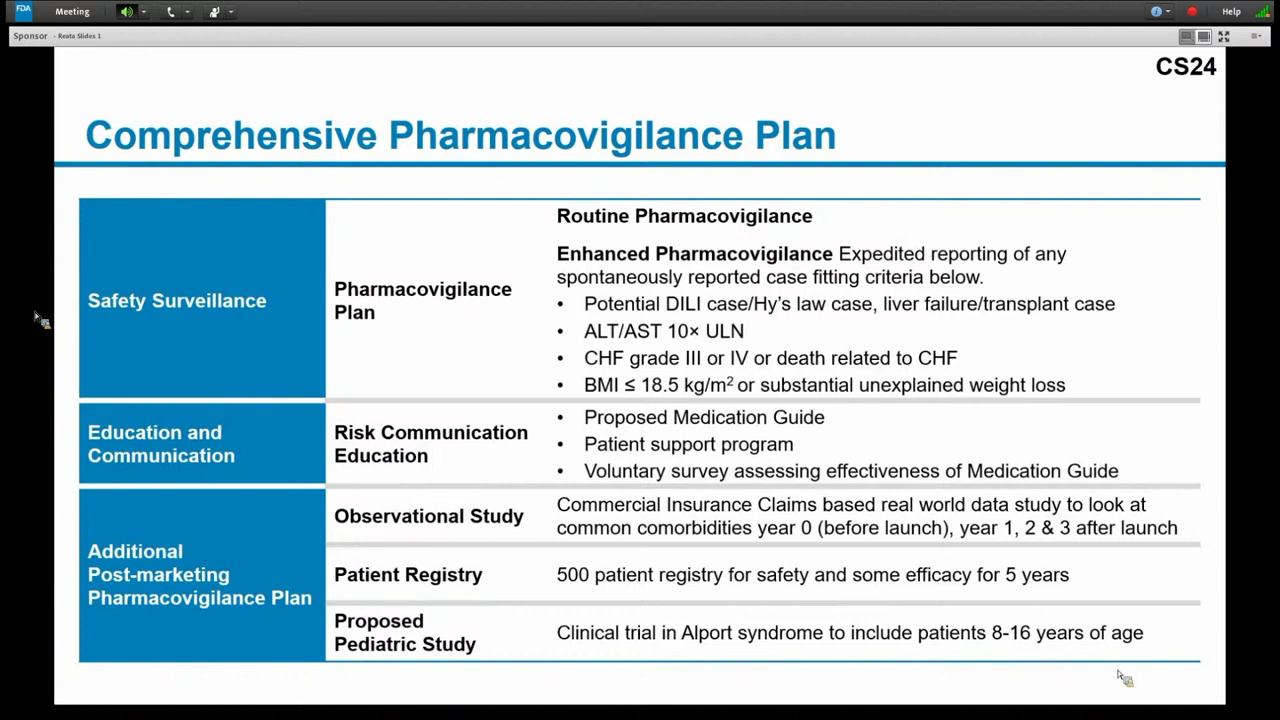 FDA
Meeting
Help
Sponsor - Reata Slides 1
CS24
Comprehensive Pharmacovigilance Plan
Safety Surveillance
Pharmacovigilance
Plan
Routine Pharmacovigilance
Enhanced Pharmacovigilance Expedited reporting of any
spontaneously reported case fitting criteria below.
• Potential DILI case/Hy's law case, liver failure/transplant case
• ALT/AST 10× ULN
• CHF grade III or IV or death related to CHF
• BMI ≤ 18.5 kg/m² or substantial unexplained weight loss
Education and
Communication
Risk Communication
Education
• Proposed Medication Guide
• Patient support program
• Voluntary survey assessing effectiveness of Medication Guide
Additional
Post-marketing
Pharmacovigilance Plan
Observational Study
Commercial Insurance Claims based real world data study to look at
common comorbidities year 0 (before launch), year 1, 2 & 3 after launch
Patient Registry
500 patient registry for safety and some efficacy for 5 years
Proposed
Pediatric Study
Clinical trial in Alport syndrome to include patients 8-16 years of age